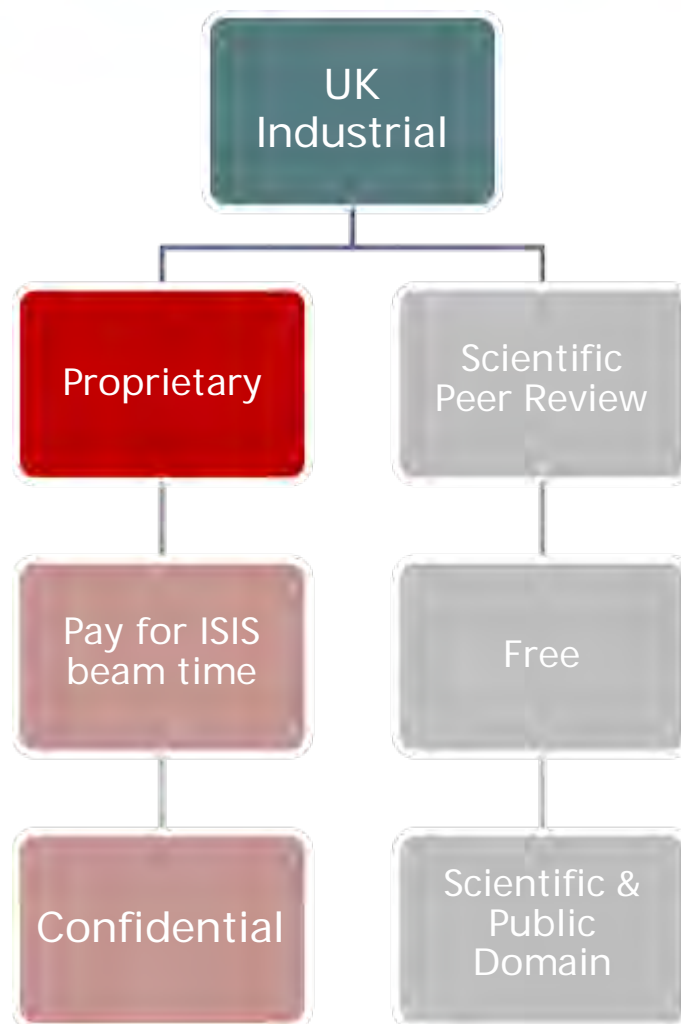 UK
Industrial
Proprietary
Scientific
Peer Review
Pay for ISIS
beam time
Free
Confidential
Scientific &
Public
Domain